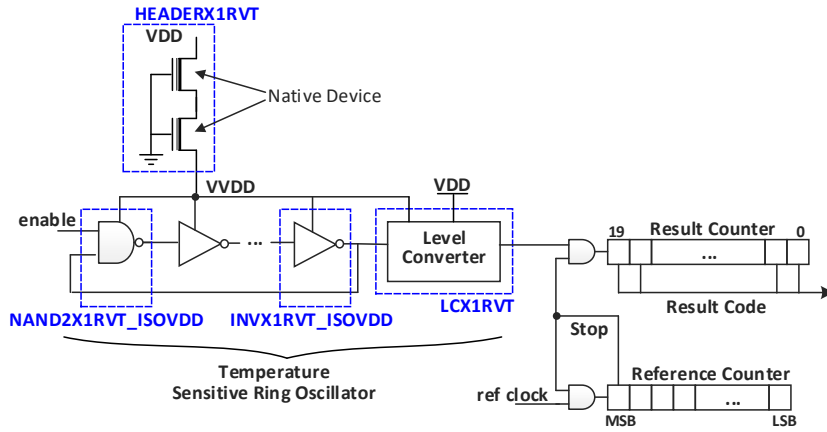 HEADERX1RVT
VDD
Native Device
VVDD
VDD
enable
...
Level
Converter
19
Result Counter
0
...
Result Code
NAND2X1RVT_ISOVDD
INVX1RVT_ISOVDD
LCX1RVT
Stop
Temperature
Sensitive Ring Oscillator
Reference Counter
ref clock
...
MSB
LSB